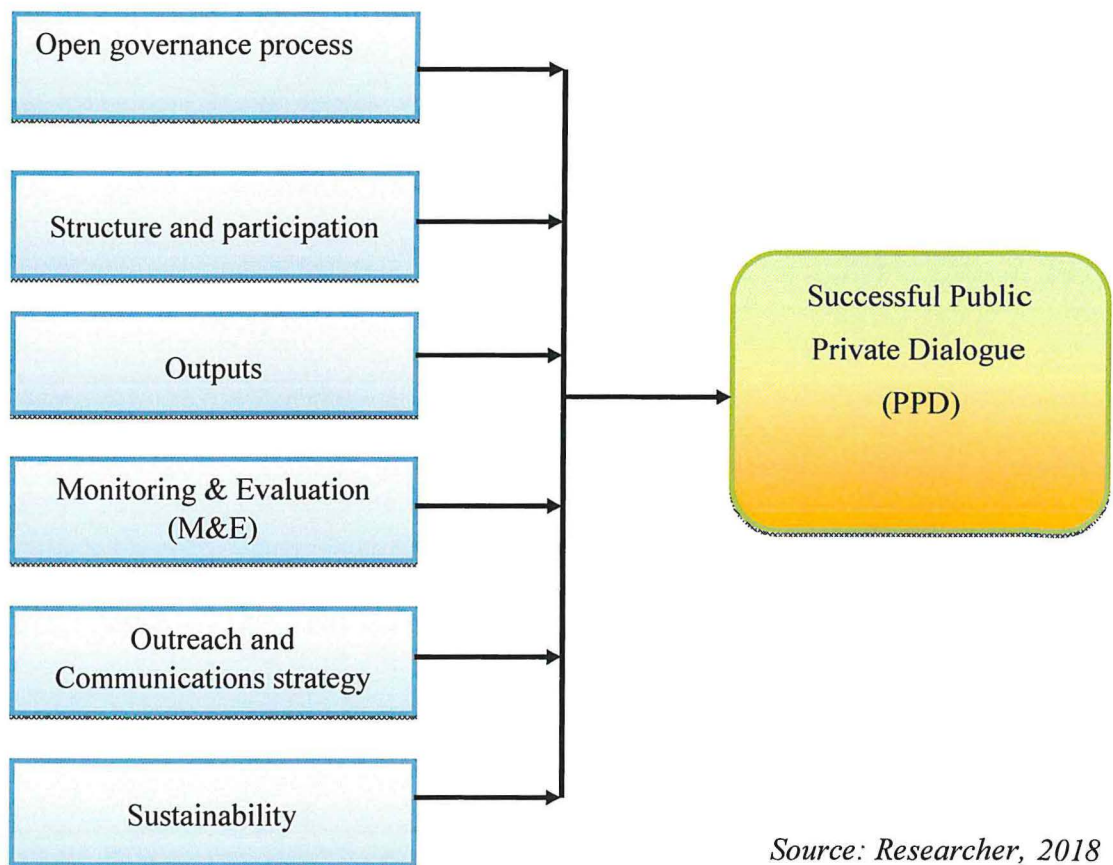 Open governance process
Structure and participation
Outputs
Monitoring & Evaluation
(M&E)
Outreach and
Communications strategy
Sustainability
Successful Public
Private Dialogue
(PPD)
Source: Researcher, 2018